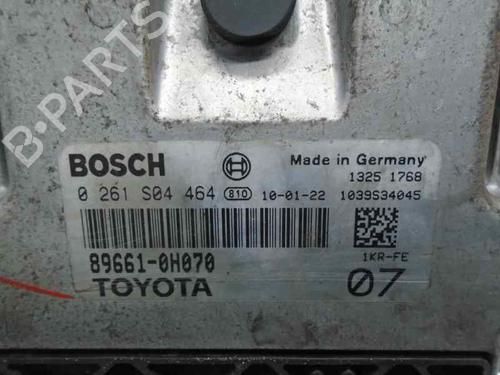 B-PARTS
BOSCH
Made in Germany
1325 1768
0 261 S04 464 810 10-01-22 1039S34045
89661-0H070
1KR-FE
TOYOTA
07